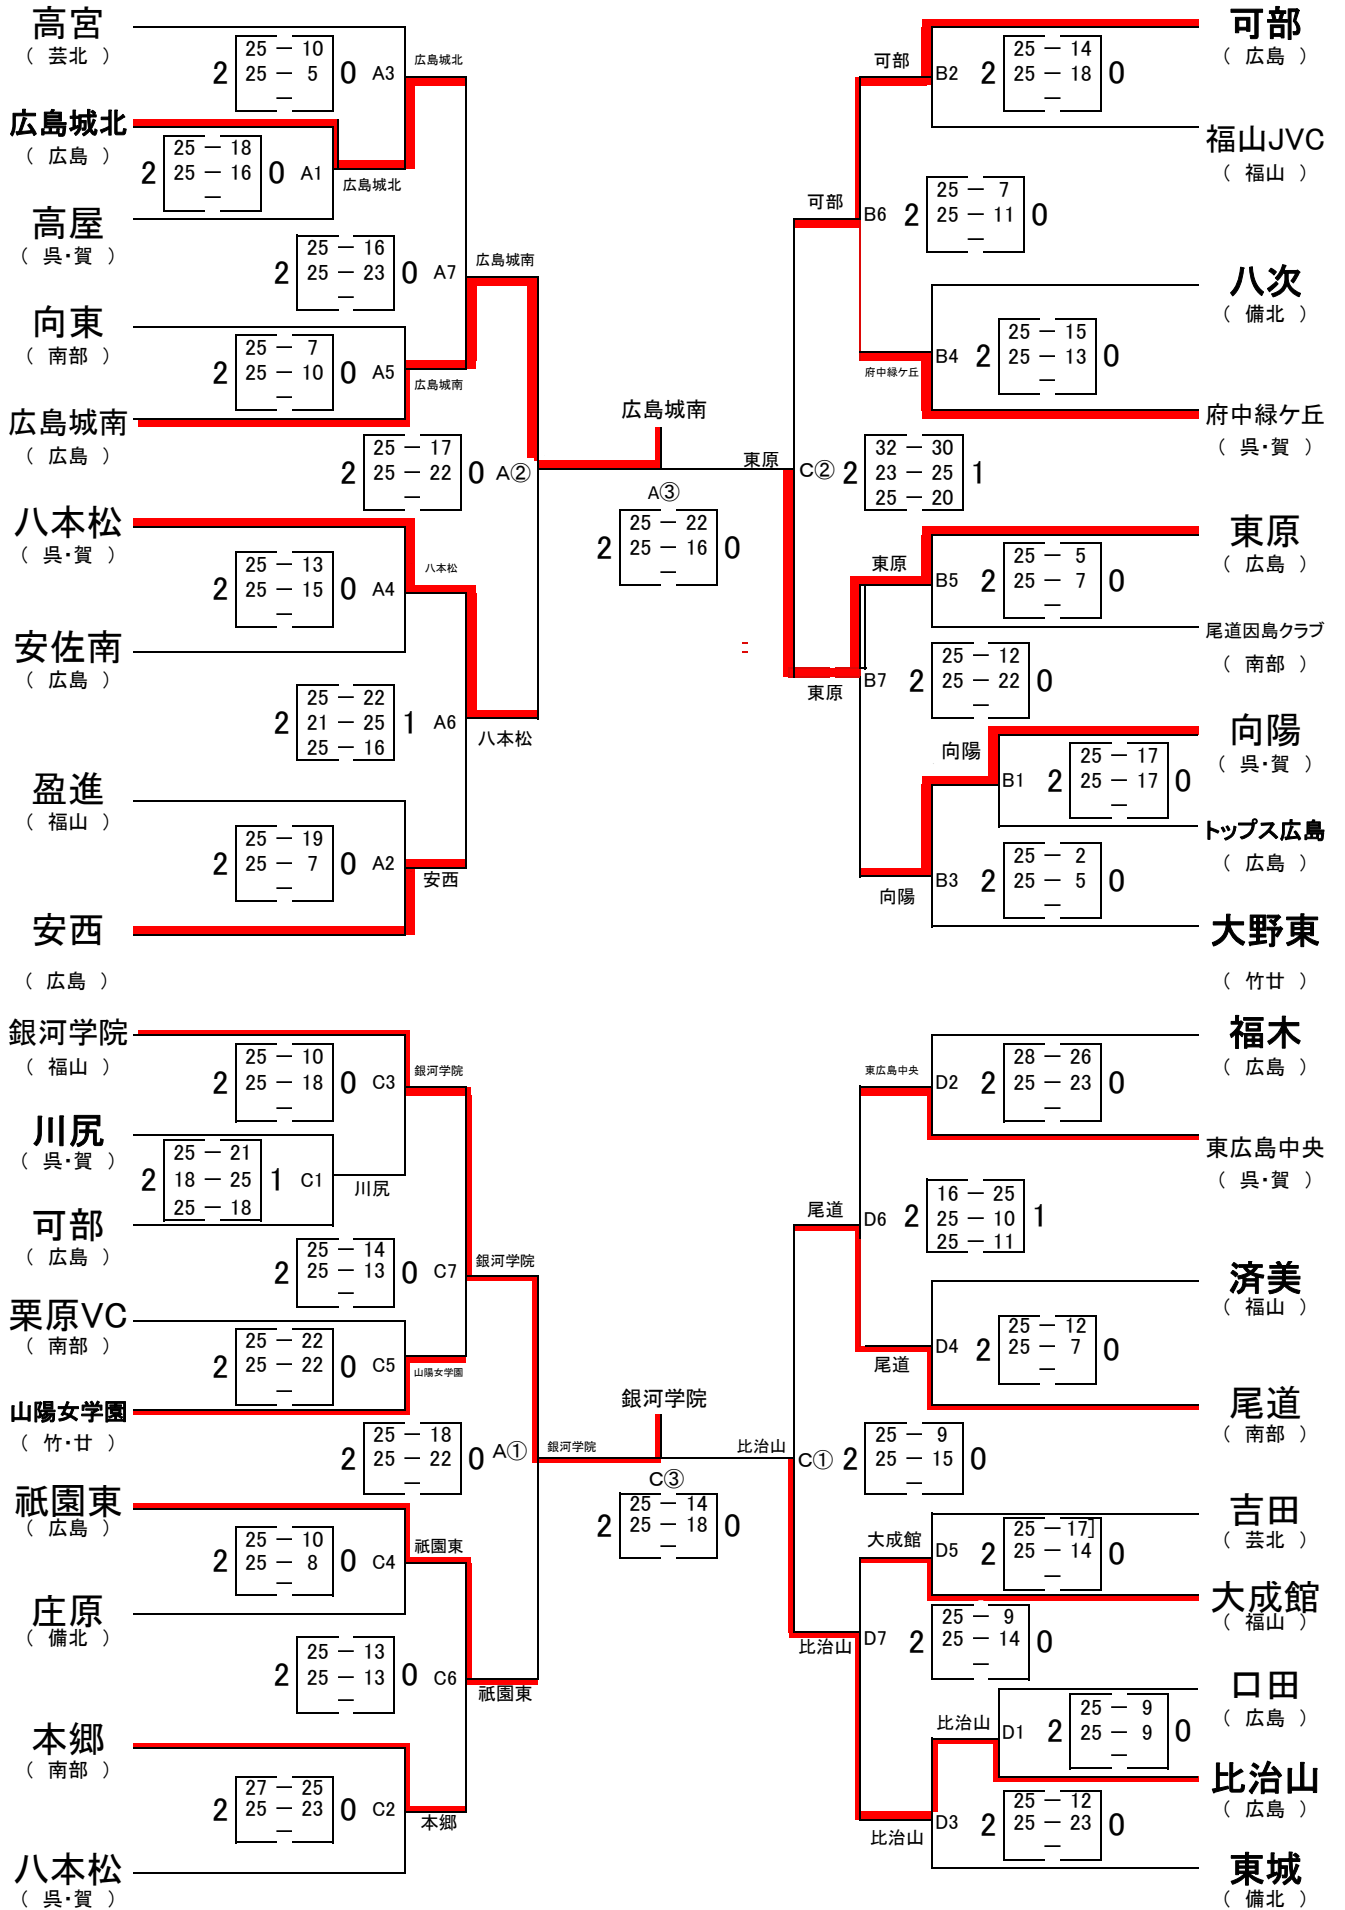 高宮
（ 芸北 ）
25 － 10
25 － 5
－
2
0
A3
広島城北
広島城北
（ 広島 ）
25 － 18
25 － 16
－
2
0
A1
広島城北
高屋
（ 呉・賀 ）
25 － 16
25 － 23
－
2
0
A7
広島城南
向東
（ 南部 ）
25 － 7
25 － 10
－
2
0
A5
広島城南
広島城南
（ 広島 ）
25 － 17
25 － 22
－
2
0
A②
八本松
（ 呉・賀 ）
25 － 13
25 － 15
－
2
0
A4
八本松
安佐南
（ 広島 ）
25 － 22
21 － 25
25 － 16
2
1
A6
八本松
盈進
（ 福山 ）
25 － 19
25 － 7
－
2
0
A2
安西
安西
（ 広島 ）
広島城南
A③
25 － 22
25 － 16
－
2
0
東原
可部
（ 広島 ）
可部
B2
2
25 － 14
25 － 18
－
0
福山JVC
（ 福山 ）
可部
B6
2
25 － 7
25 － 11
－
0
八次
（ 備北 ）
府中緑ケ丘
B4
2
25 － 15
25 － 13
－
0
府中緑ケ丘
（ 呉・賀 ）
C②
2
32 － 30
23 － 25
25 － 20
1
東原
（ 広島 ）
東原
B5
2
25 － 5
25 － 7
－
0
尾道因島クラブ
（ 南部 ）
東原
B7
2
25 － 12
25 － 22
－
0
向陽
（ 呉・賀 ）
向陽
B1
2
25 － 17
25 － 17
－
0
トップス広島
（ 広島 ）
向陽
B3
2
25 － 2
25 － 5
－
0
大野東
（ 竹廿 ）
銀河学院
（ 福山 ）
25 － 10
25 － 18
－
2
0
C3
銀河学院
川尻
（ 呉・賀 ）
25 － 21
18 － 25
25 － 18
2
1
C1
川尻
可部
（ 広島 ）
25 － 14
25 － 13
－
2
0
C7
銀河学院
栗原VC
（ 南部 ）
25 － 22
25 － 22
－
2
0
C5
山陽女学園
山陽女学園
（ 竹・廿 ）
25 － 18
25 － 22
－
2
0
A①
銀河学院
祇園東
（ 広島 ）
25 － 10
25 － 8
－
2
0
C4
祇園東
庄原
（ 備北 ）
25 － 13
25 － 13
－
2
0
C6
祇園東
本郷
（ 南部 ）
27 － 25
25 － 23
－
2
0
C2
本郷
八本松
（ 呉・賀 ）
銀河学院
C③
25 － 14
25 － 18
－
2
0
比治山
福木
（ 広島 ）
東広島中央
D2
2
28 － 26
25 － 23
－
0
東広島中央
（ 呉・賀 ）
尾道
D6
2
16 － 25
25 － 10
25 － 11
1
済美
（ 福山 ）
尾道
D4
2
25 － 12
25 － 7
－
0
尾道
（ 南部 ）
C①
2
25 － 9
25 － 15
－
0
吉田
（ 芸北 ）
大成館
D5
2
25 － 17]
25 － 14
－
0
大成館
（ 福山 ）
比治山
D7
2
25 － 9
25 － 14
－
0
口田
（ 広島 ）
比治山
D1
2
25 － 9
25 － 9
－
0
比治山
（ 広島 ）
比治山
D3
2
25 － 12
25 － 23
－
0
東城
（ 備北 ）